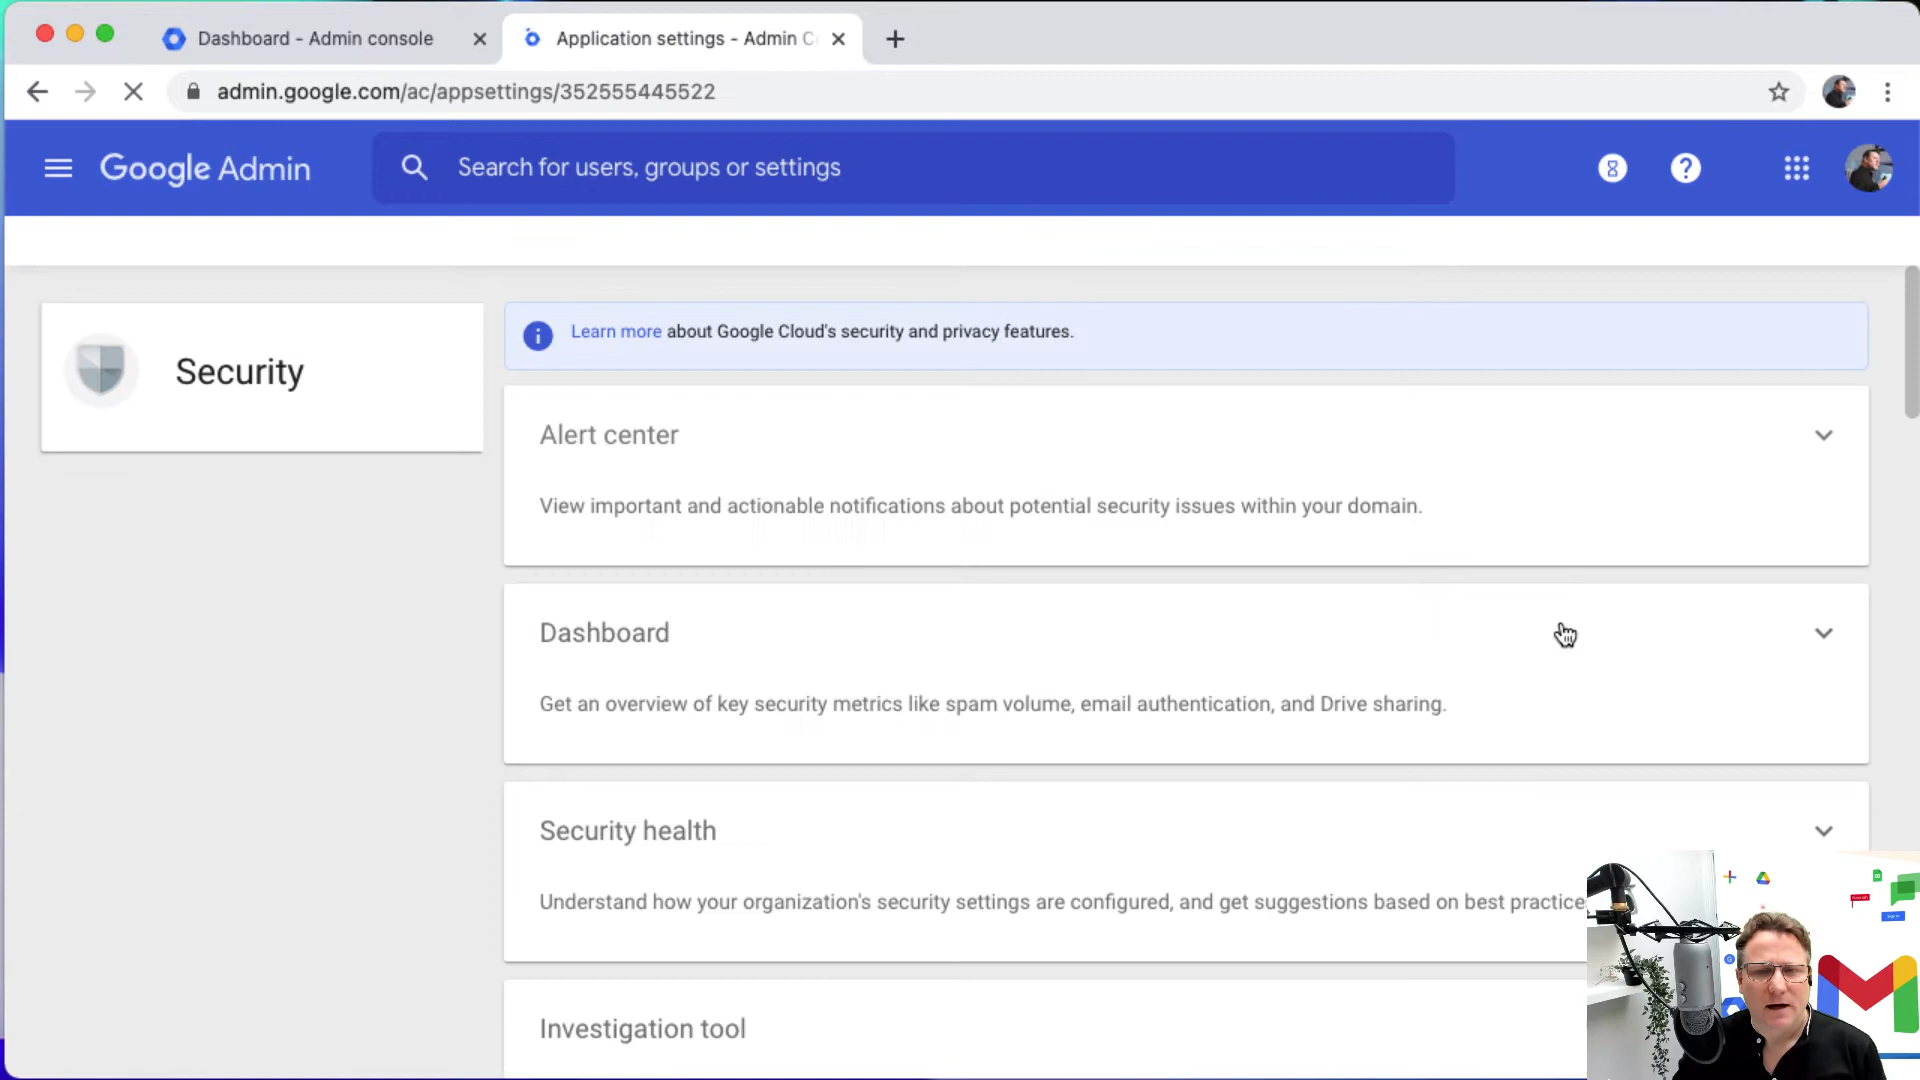 Dashboard - Admin console
Application settings - Admin C
admin.google.com/ac/appsettings/352555445522
Google Admin
Search for users, groups or settings
Security
Learn more about Google Cloud's security and privacy features.
Alert center
View important and actionable notifications about potential security issues within your domain.
Dashboard
Get an overview of key security metrics like spam volume, email authentication, and Drive sharing.
Security health
Understand how your organization's security settings are configured, and get suggestions based on best practice
Investigation tool